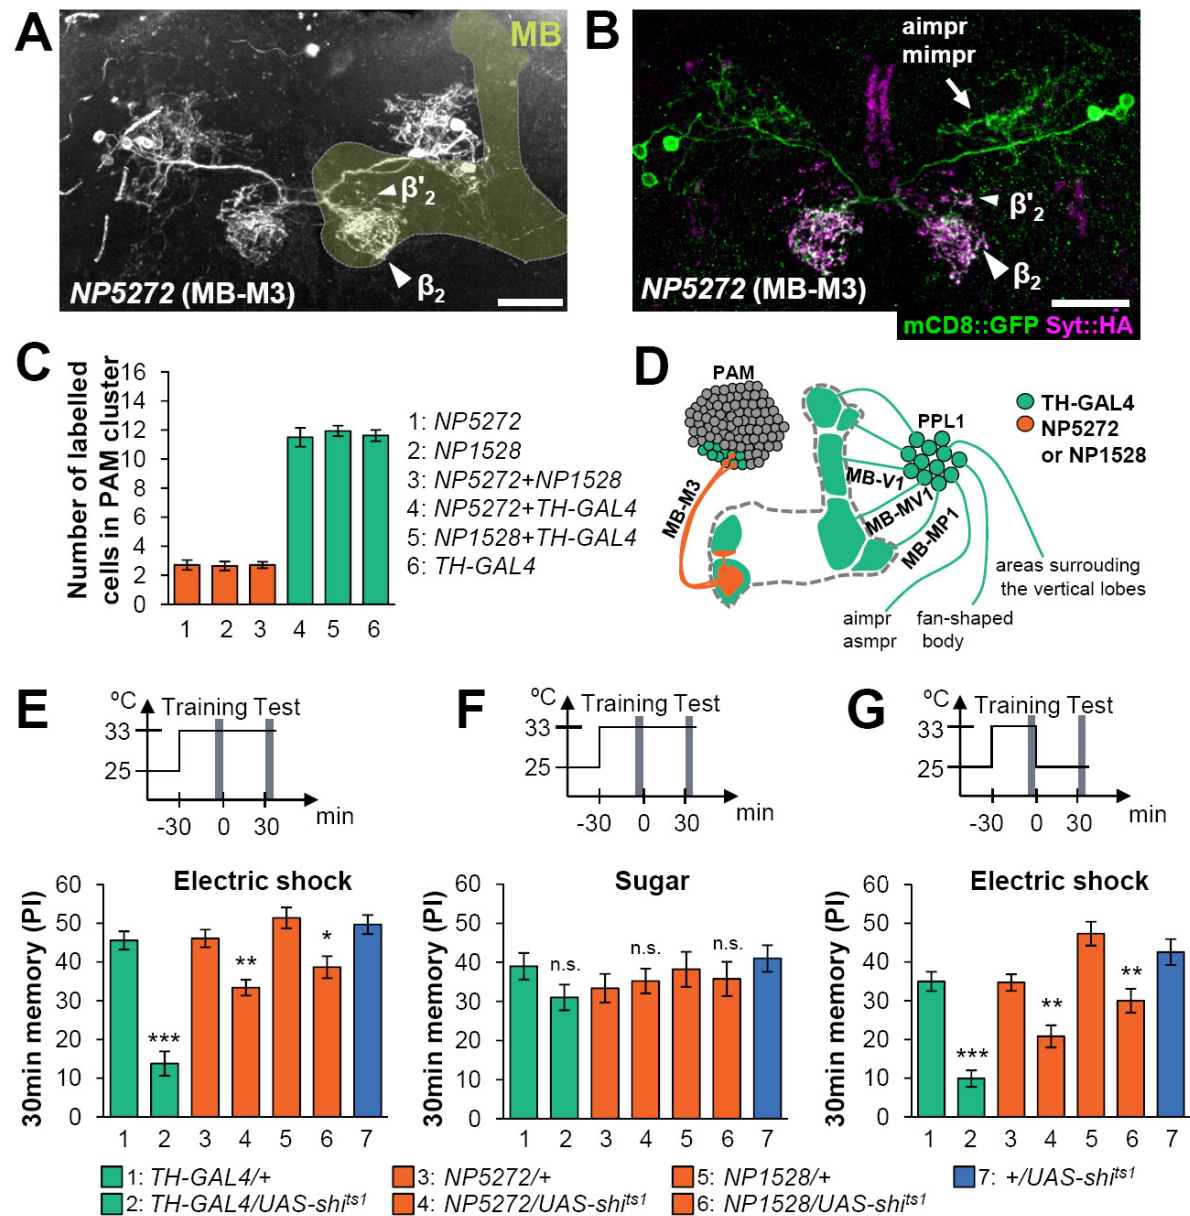 A
MB
β'2
β2
NP5272 (MB-M3)
B
aimpr
mimpr
β'2
β2
NP5272 (MB-M3)
mCD8::GFP Syt::HA
C
Number of labelled
cells in PAM cluster
16
14
12
10
8
6
4
2
0
1 2 3 4 5 6
1: NP5272
2: NP1528
3: NP5272+NP1528
4: NP5272+TH-GAL4
5: NP1528+TH-GAL4
6: TH-GAL4
D
PAM
PPL1
TH-GAL4
NP5272
or NP1528
MB-M3
MB-V1
MB-MV1
MB-MP1
areas surrouding
the vertical lobes
aimpr
asmpr
fan-shaped
body
E
ºC
Training Test
33
25
-30 0 30 min
Electric shock
30min memory (PI)
60
50
40
30
20
10
0
***
**
*
1 2 3 4 5 6 7
F
ºC
Training Test
33
25
-30 0 30 min
Sugar
30min memory (PI)
60
50
40
30
20
10
0
n.s.
n.s.
n.s.
1 2 3 4 5 6 7
G
ºC
Training Test
33
25
-30 0 30 min
Electric shock
30min memory (PI)
60
50
40
30
20
10
0
***
**
**
1 2 3 4 5 6 7
1: TH-GAL4/+
2: TH-GAL4/UAS-shits1
3: NP5272/+
4: NP5272/UAS-shits1
5: NP1528/+
6: NP1528/UAS-shits1
7: +/UAS-shits1